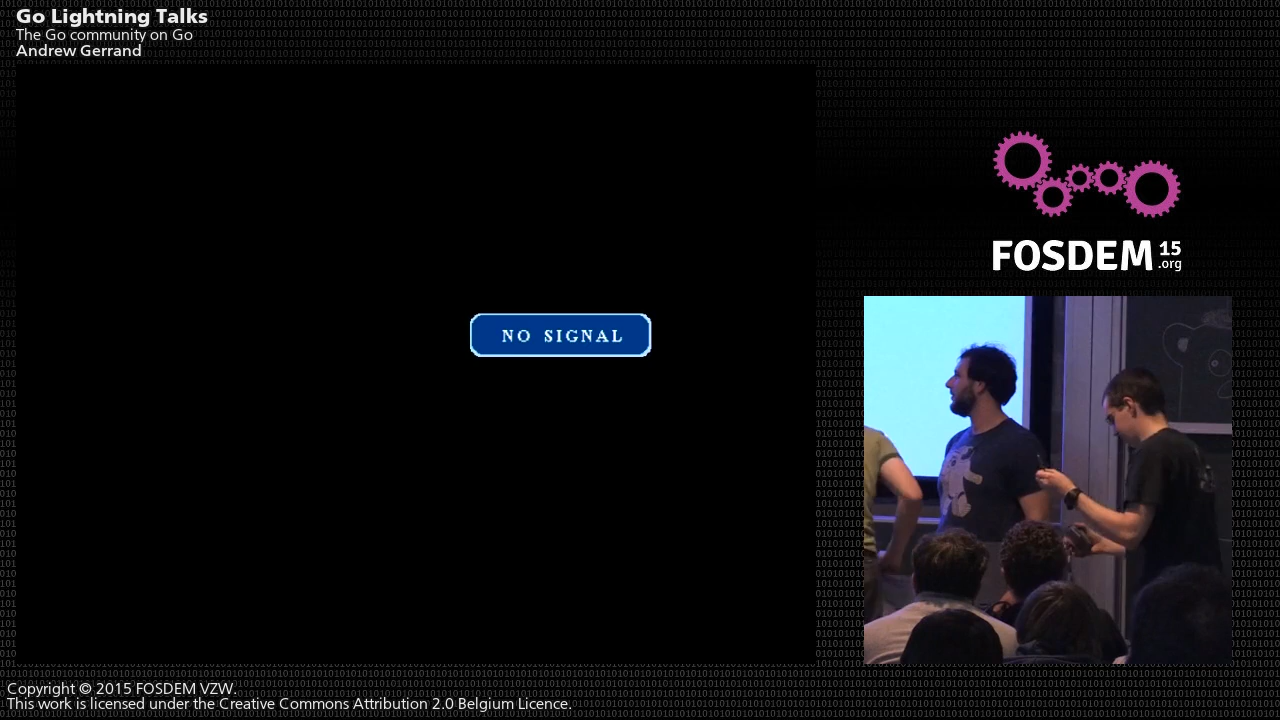 Go Lightning Talks
The Go community on Go
Andrew Gerrand
NO SIGNAL
FOSDEM 15
.org
Copyright © 2015 FOSDEM VZW.
This work is licensed under the Creative Commons Attribution 2.0 Belgium Licence.